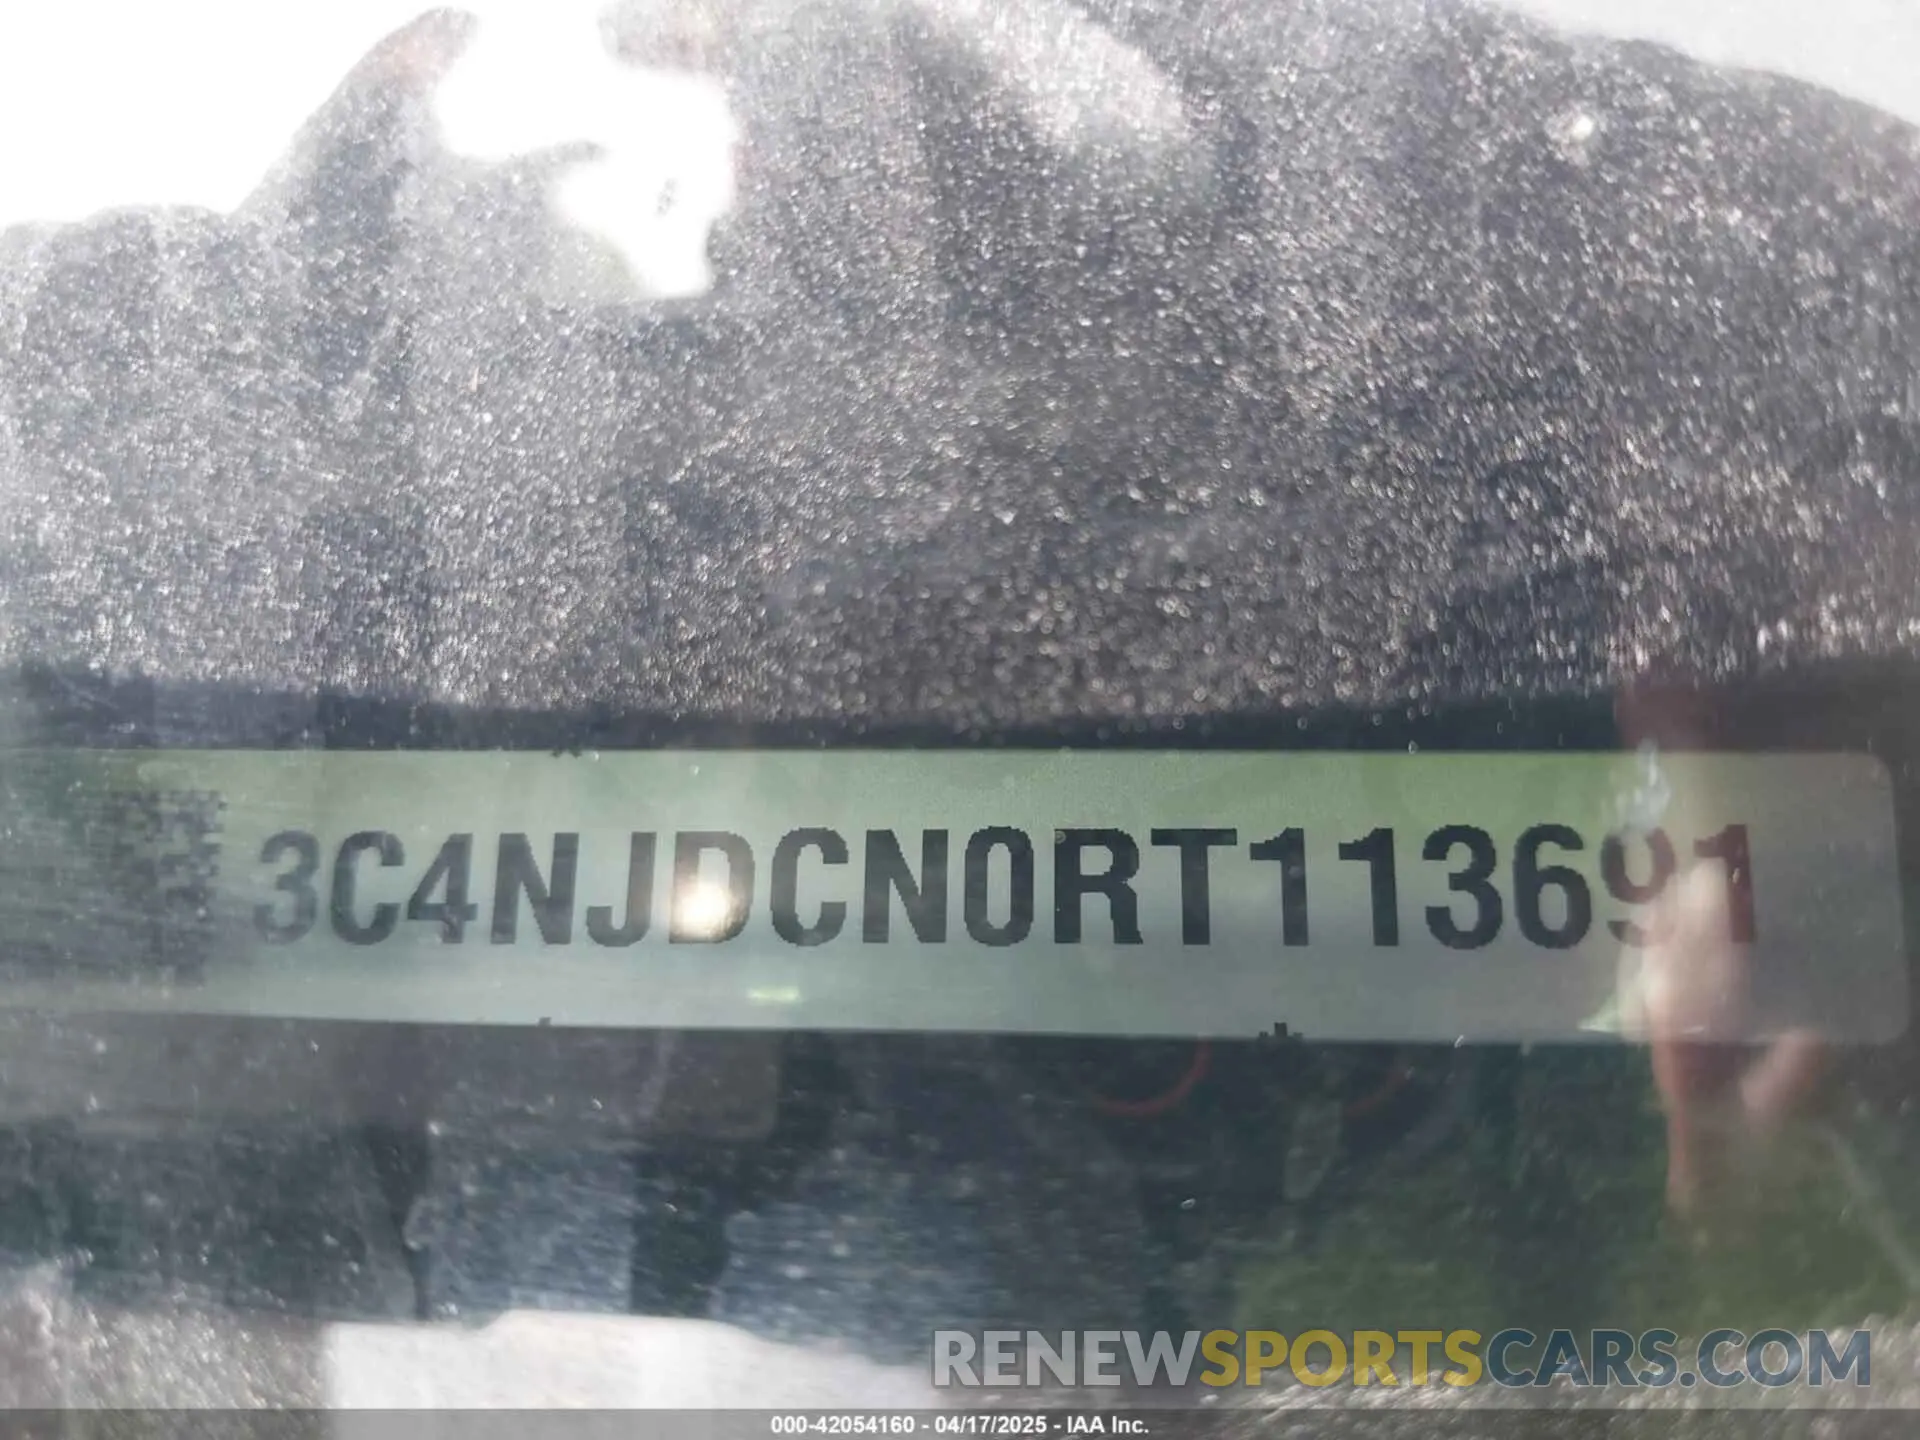 3C4NJDCN0RT113691
RENEWSPORTSCARS.COM
000-42054160 - 04/17/2025 - IAA Inc.